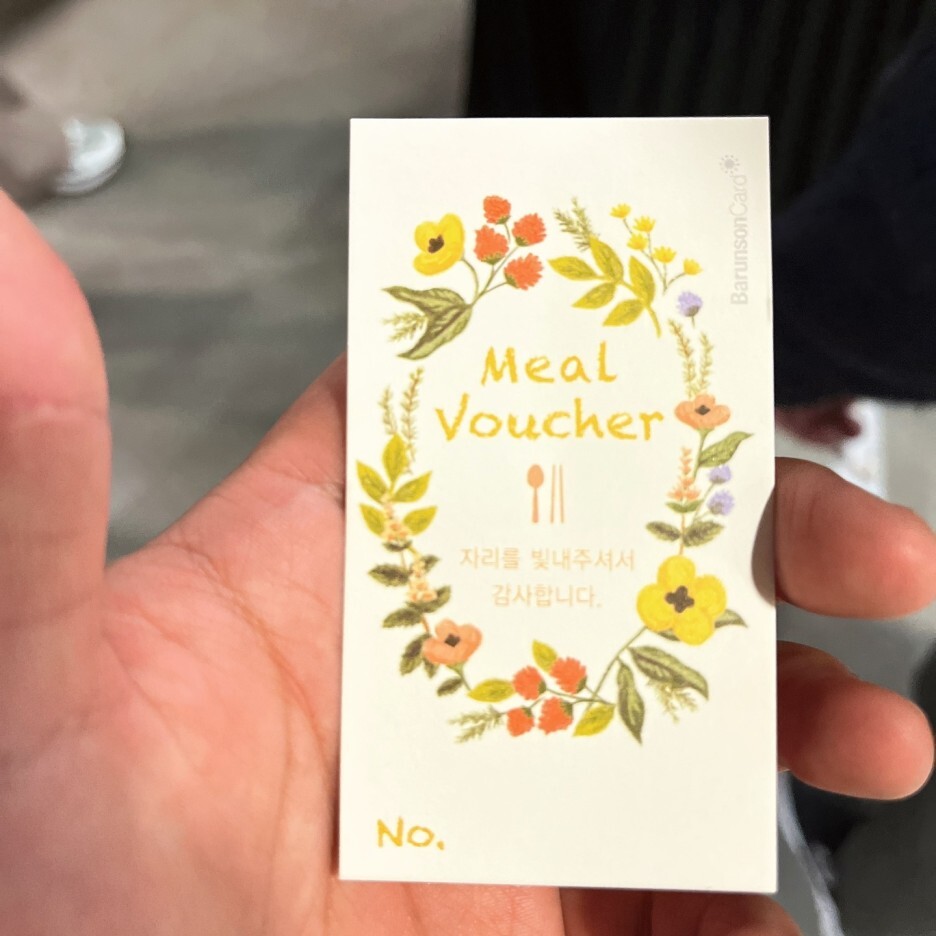 BarunsonCard
Meal
Voucher
자리를 빛내주셔서
감사합니다.
No.